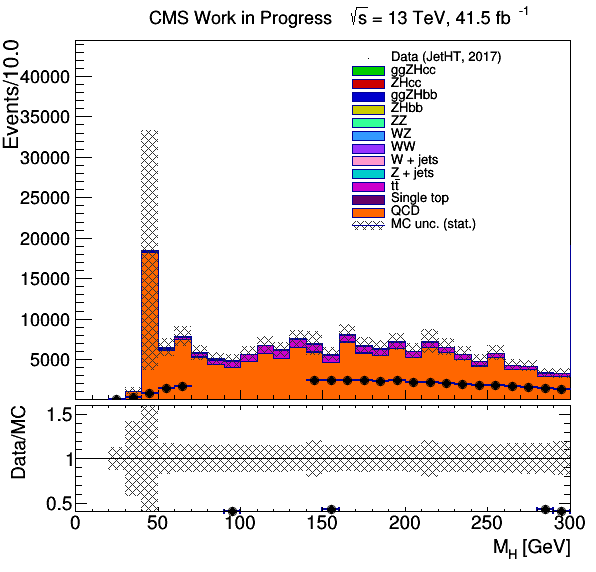 CMS Work in Progress √s = 13 TeV, 41.5 fb⁻¹
Events/10.0
40000
35000
30000
25000
20000
15000
10000
5000
Data (JetHT, 2017)
ggZHcc
ZHcc
ggZHbb
ZHbb
ZZ
WZ
WW
W + jets
Z + jets
tt̄
Single top
QCD
MC unc. (stat.)
Data/MC
1.5
1
0.5
0 50 100 150 200 250 300
M_H [GeV]